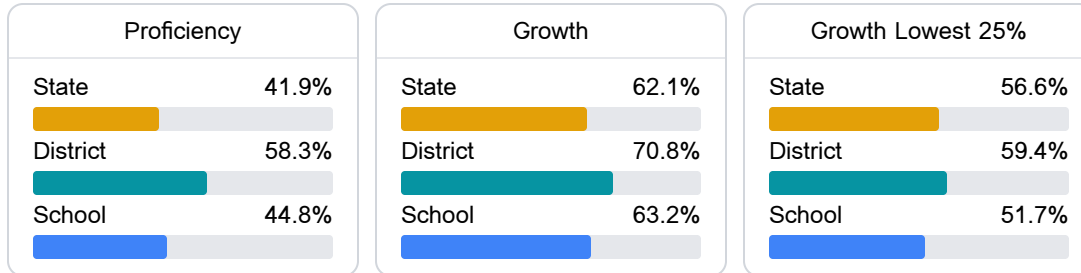 Proficiency
State 41.9%
District 58.3%
School 44.8%
Growth
State 62.1%
District 70.8%
School 63.2%
Growth Lowest 25%
State 56.6%
District 59.4%
School 51.7%